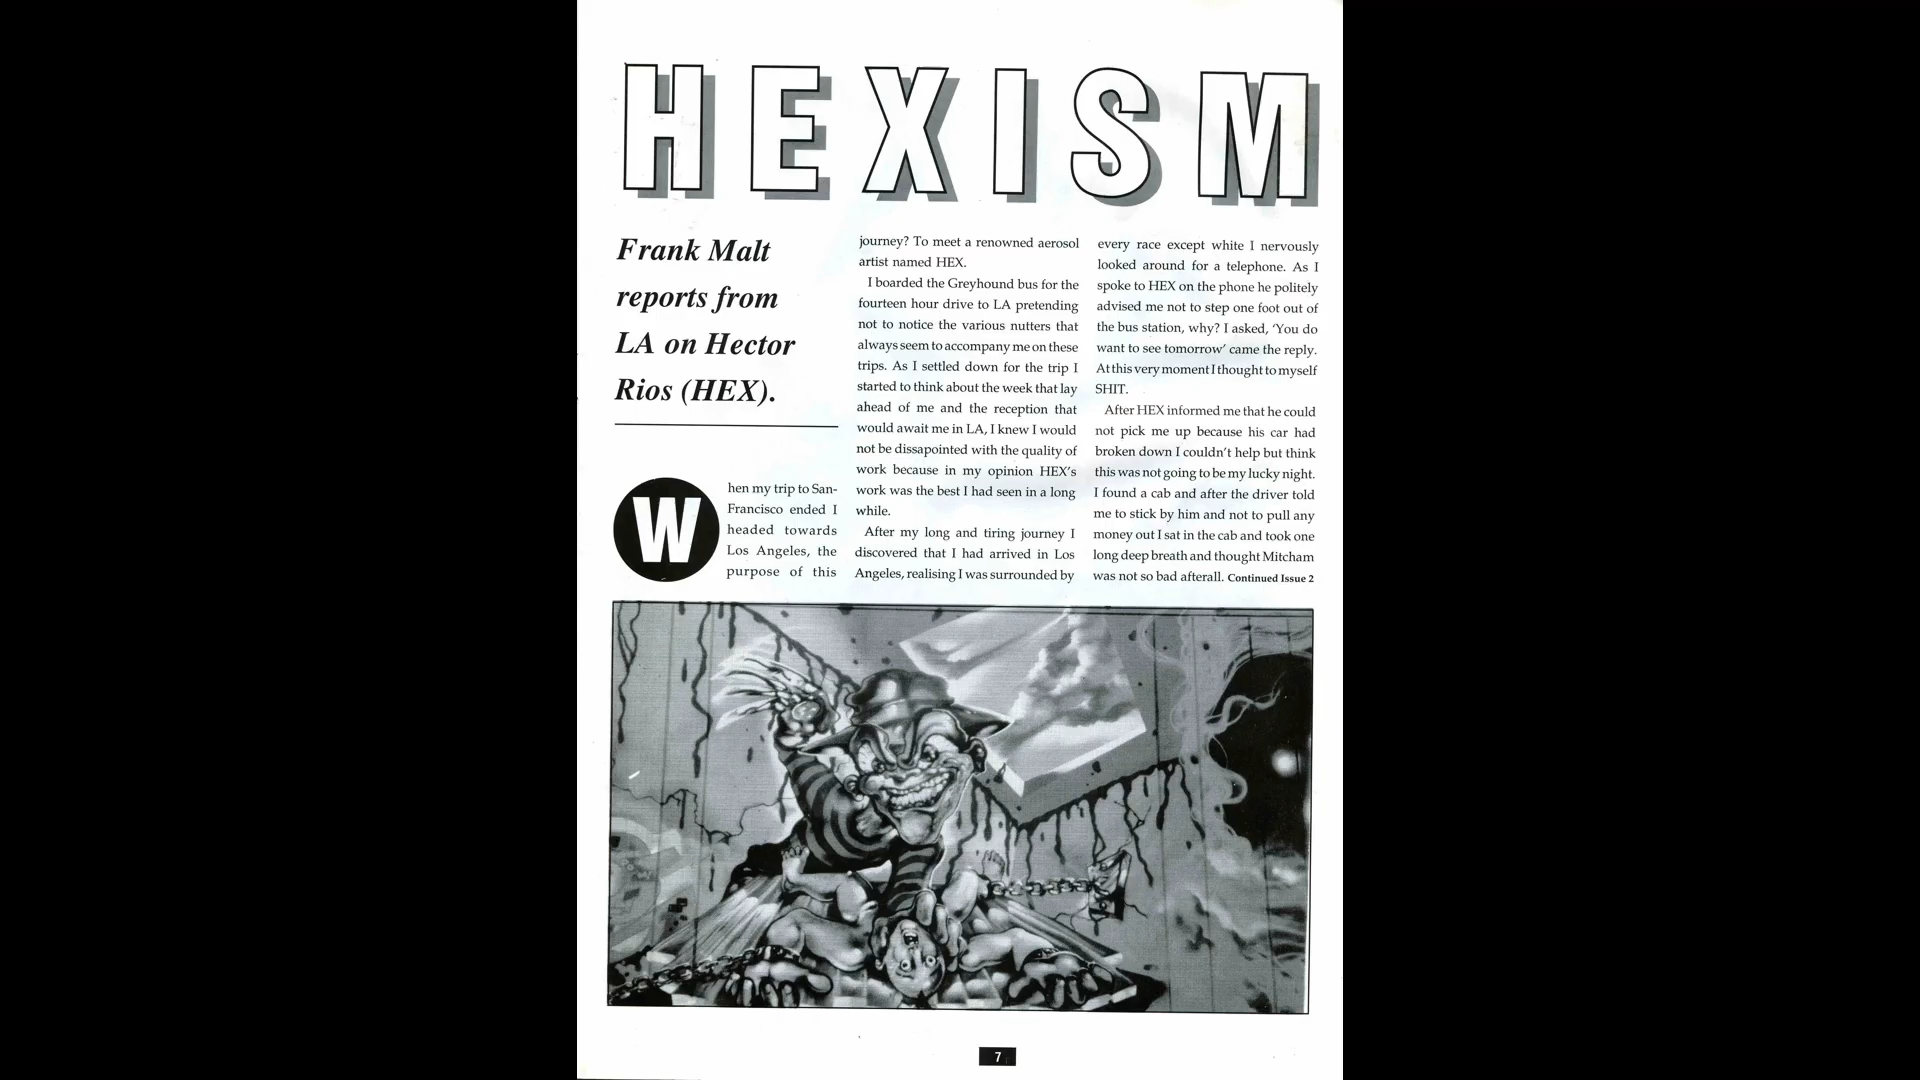 HEXISM
Frank Malt
reports from
LA on Hector
Rios (HEX).
When my trip to San-
Francisco ended I
headed towards
Los Angeles, the
purpose of this
journey? To meet a renowned aerosol
artist named HEX.
I boarded the Greyhound bus for the
fourteen hour drive to LA pretending
not to notice the various nutters that
always seem to accompany me on these
trips. As I settled down for the trip I
started to think about the week that lay
ahead of me and the reception that
would await me in LA, I knew I would
not be dissapointed with the quality of
work because in my opinion HEX's
work was the best I had seen in a long
while.
After my long and tiring journey I
discovered that I had arrived in Los
Angeles, realising I was surrounded by
every race except white I nervously
looked around for a telephone. As I
spoke to HEX on the phone he politely
advised me not to step one foot out of
the bus station, why? I asked, 'You do
want to see tomorrow' came the reply.
At this very moment I thought to myself
SHIT.
After HEX informed me that he could
not pick me up because his car had
broken down I couldn't help but think
this was not going to be my lucky night.
I found a cab and after the driver told
me to stick by him and not to pull any
money out I sat in the cab and took one
long deep breath and thought Mitcham
was not so bad afterall. Continued Issue 2
7